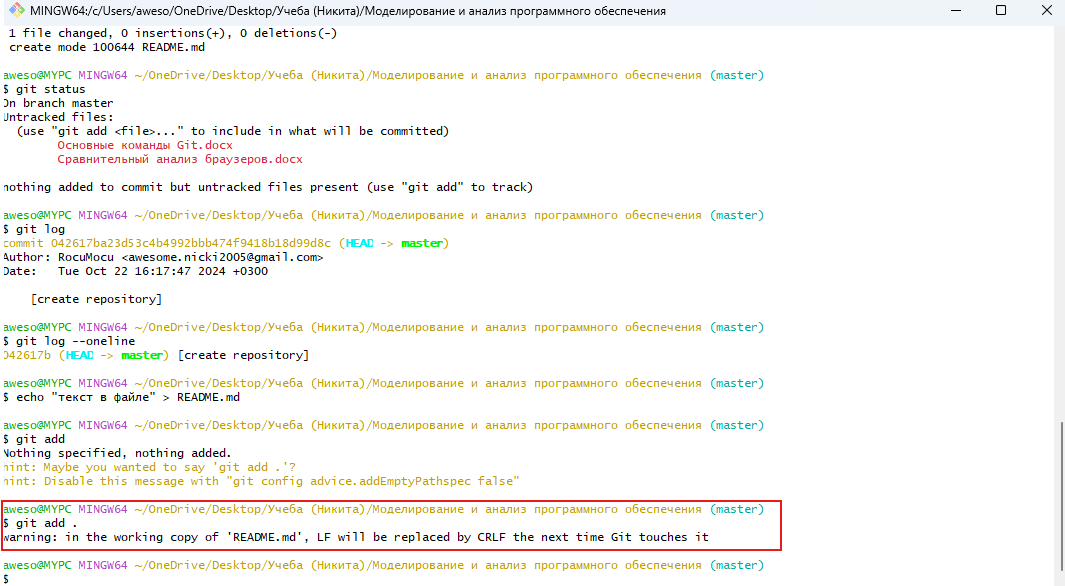 MINGW64:/c/Users/aweso/OneDrive/Desktop/Учеба (Никита)/Моделирование и анализ программного обеспечения
1 file changed, 0 insertions(+), 0 deletions(-)
create mode 100644 README.md
aweso@MYPC MINGW64 ~/OneDrive/Desktop/Учеба (Никита)/Моделирование и анализ программного обеспечения (master)
$ git status
On branch master
Untracked files:
(use "git add <file>..." to include in what will be committed)
Основные команды Git.docx
Сравнительный анализ браузеров.docx
nothing added to commit but untracked files present (use "git add" to track)
aweso@MYPC MINGW64 ~/OneDrive/Desktop/Учеба (Никита)/Моделирование и анализ программного обеспечения (master)
$ git log
commit 042617ba23d53c4b4992bbb474f9418b18d99d8c (HEAD -> master)
Author: RocuMocu <awesome.nicki2005@gmail.com>
Date:   Tue Oct 22 16:17:47 2024 +0300
[create repository]
aweso@MYPC MINGW64 ~/OneDrive/Desktop/Учеба (Никита)/Моделирование и анализ программного обеспечения (master)
$ git log --oneline
042617b (HEAD -> master) [create repository]
aweso@MYPC MINGW64 ~/OneDrive/Desktop/Учеба (Никита)/Моделирование и анализ программного обеспечения (master)
$ echo "текст в файле" > README.md
aweso@MYPC MINGW64 ~/OneDrive/Desktop/Учеба (Никита)/Моделирование и анализ программного обеспечения (master)
$ git add
Nothing specified, nothing added.
hint: Maybe you wanted to say 'git add .'?
hint: Disable this message with "git config advice.addEmptyPathspec false"
aweso@MYPC MINGW64 ~/OneDrive/Desktop/Учеба (Никита)/Моделирование и анализ программного обеспечения (master)
$ git add .
warning: in the working copy of 'README.md', LF will be replaced by CRLF the next time Git touches it
aweso@MYPC MINGW64 ~/OneDrive/Desktop/Учеба (Никита)/Моделирование и анализ программного обеспечения (master)
$